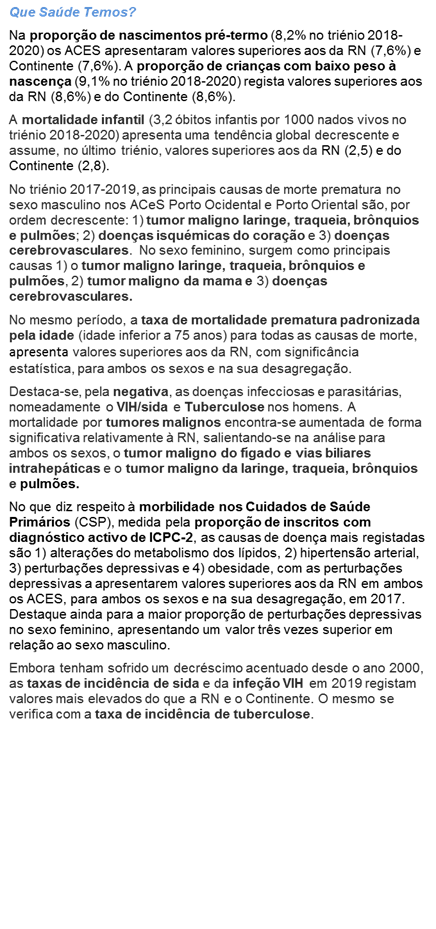 Que Saúde Temos?
Na proporção de nascimentos pré-termo (8,2% no triénio 2018-
2020) os ACES apresentaram valores superiores aos da RN (7,6%) e
Continente (7,6%). A proporção de crianças com baixo peso à
nascença (9,1% no triénio 2018-2020) regista valores superiores aos
da RN (8,6%) e do Continente (8,6%).
A mortalidade infantil (3,2 óbitos infantis por 1000 nados vivos no
triénio 2018-2020) apresenta uma tendência global decrescente e
assume, no último triénio, valores superiores aos da RN (2,5) e do
Continente (2,8).
No triénio 2017-2019, as principais causas de morte prematura no
sexo masculino nos ACeS Porto Ocidental e Porto Oriental são, por
ordem decrescente: 1) tumor maligno laringe, traqueia, brônquios
e pulmões; 2) doenças isquémicas do coração e 3) doenças
cerebrovasculares. No sexo feminino, surgem como principais
causas 1) o tumor maligno laringe, traqueia, brônquios e
pulmões, 2) tumor maligno da mama e 3) doenças
cerebrovasculares.
No mesmo período, a taxa de mortalidade prematura padronizada
pela idade (idade inferior a 75 anos) para todas as causas de morte,
apresenta valores superiores aos da RN, com significância
estatística, para ambos os sexos e na sua desagregação.
Destaca-se, pela negativa, as doenças infecciosas e parasitárias,
nomeadamente o VIH/sida e Tuberculose nos homens. A
mortalidade por tumores malignos encontra-se aumentada de forma
significativa relativamente à RN, salientando-se na análise para
ambos os sexos, o tumor maligno do fígado e vias biliares
intrahepáticas e o tumor maligno da laringe, traqueia, brônquios
e pulmões.
No que diz respeito à morbilidade nos Cuidados de Saúde
Primários (CSP), medida pela proporção de inscritos com
diagnóstico activo de ICPC-2, as causas de doença mais registadas
são 1) alterações do metabolismo dos lípidos, 2) hipertensão arterial,
3) perturbações depressivas e 4) obesidade, com as perturbações
depressivas a apresentarem valores superiores aos da RN em ambos
os ACES, para ambos os sexos e na sua desagregação, em 2017.
Destaque ainda para a maior proporção de perturbações depressivas
no sexo feminino, apresentando um valor três vezes superior em
relação ao sexo masculino.
Embora tenham sofrido um decréscimo acentuado desde o ano 2000,
as taxas de incidência de sida e da infeção VIH em 2019 registam
valores mais elevados do que a RN e o Continente. O mesmo se
verifica com a taxa de incidência de tuberculose.